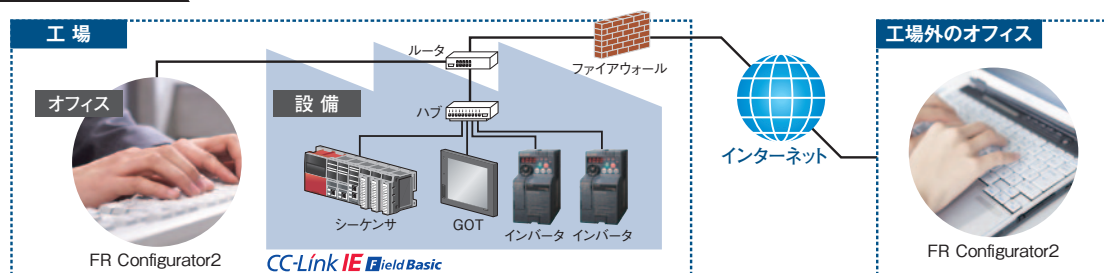 工場
工場外のオフィス
ルータ
ファイアウォール
オフィス
設備
ハブ
インターネット
シーケンサ
GOT
インバータ
インバータ
FR Configurator2
FR Configurator2
CC-Link IE Field Basic